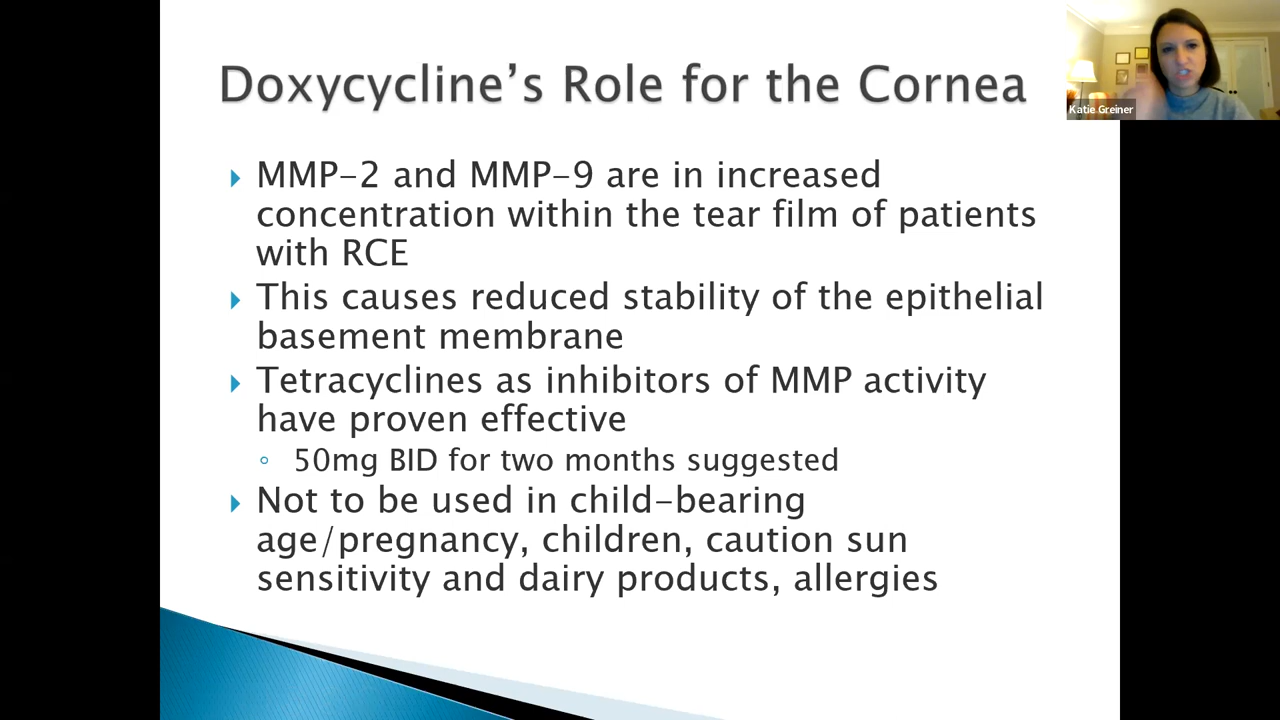 Doxycycline's Role for the Cornea
Katie Greiner
MMP-2 and MMP-9 are in increased
concentration within the tear film of patients
with RCE
This causes reduced stability of the epithelial
basement membrane
Tetracyclines as inhibitors of MMP activity
have proven effective
50mg BID for two months suggested
Not to be used in child-bearing
age/pregnancy, children, caution sun
sensitivity and dairy products, allergies